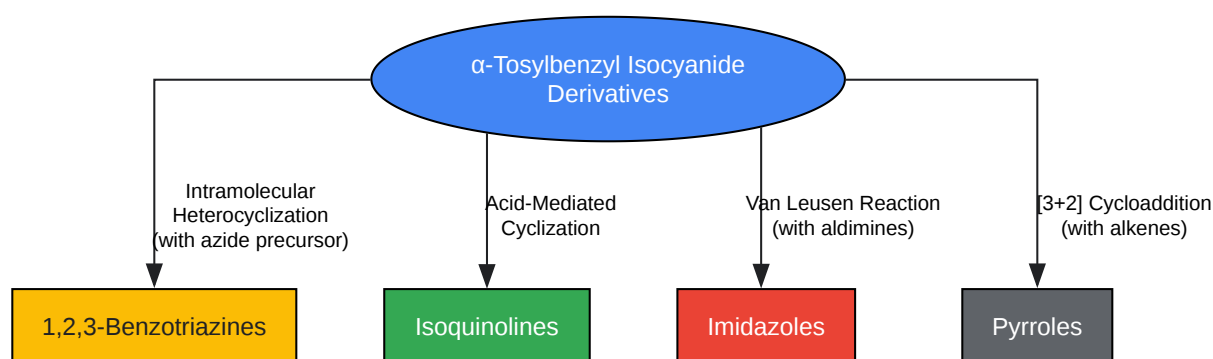 α-Tosylbenzyl Isocyanide
Derivatives
Intramolecular
Heterocyclization
(with azide precursor)
Acid-Mediated
Cyclization
Van Leusen Reaction
(with aldimines)
[3+2] Cycloaddition
(with alkenes)
1,2,3-Benzotriazines
Isoquinolines
Imidazoles
Pyrroles